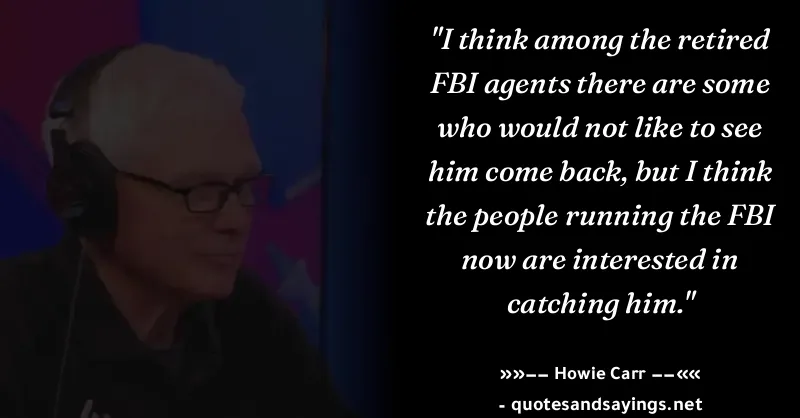 "I think among the retired
FBI agents there are some
who would not like to see
him come back, but I think
the people running the FBI
now are interested in
catching him."
»»−− Howie Carr −−««
- quotesandsayings.net